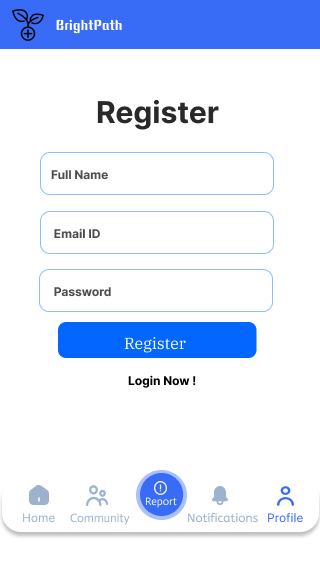 BrightPath
Register
Full Name
Email ID
Password
Register
Login Now !
Report
Home
Community
Notifications
Profile